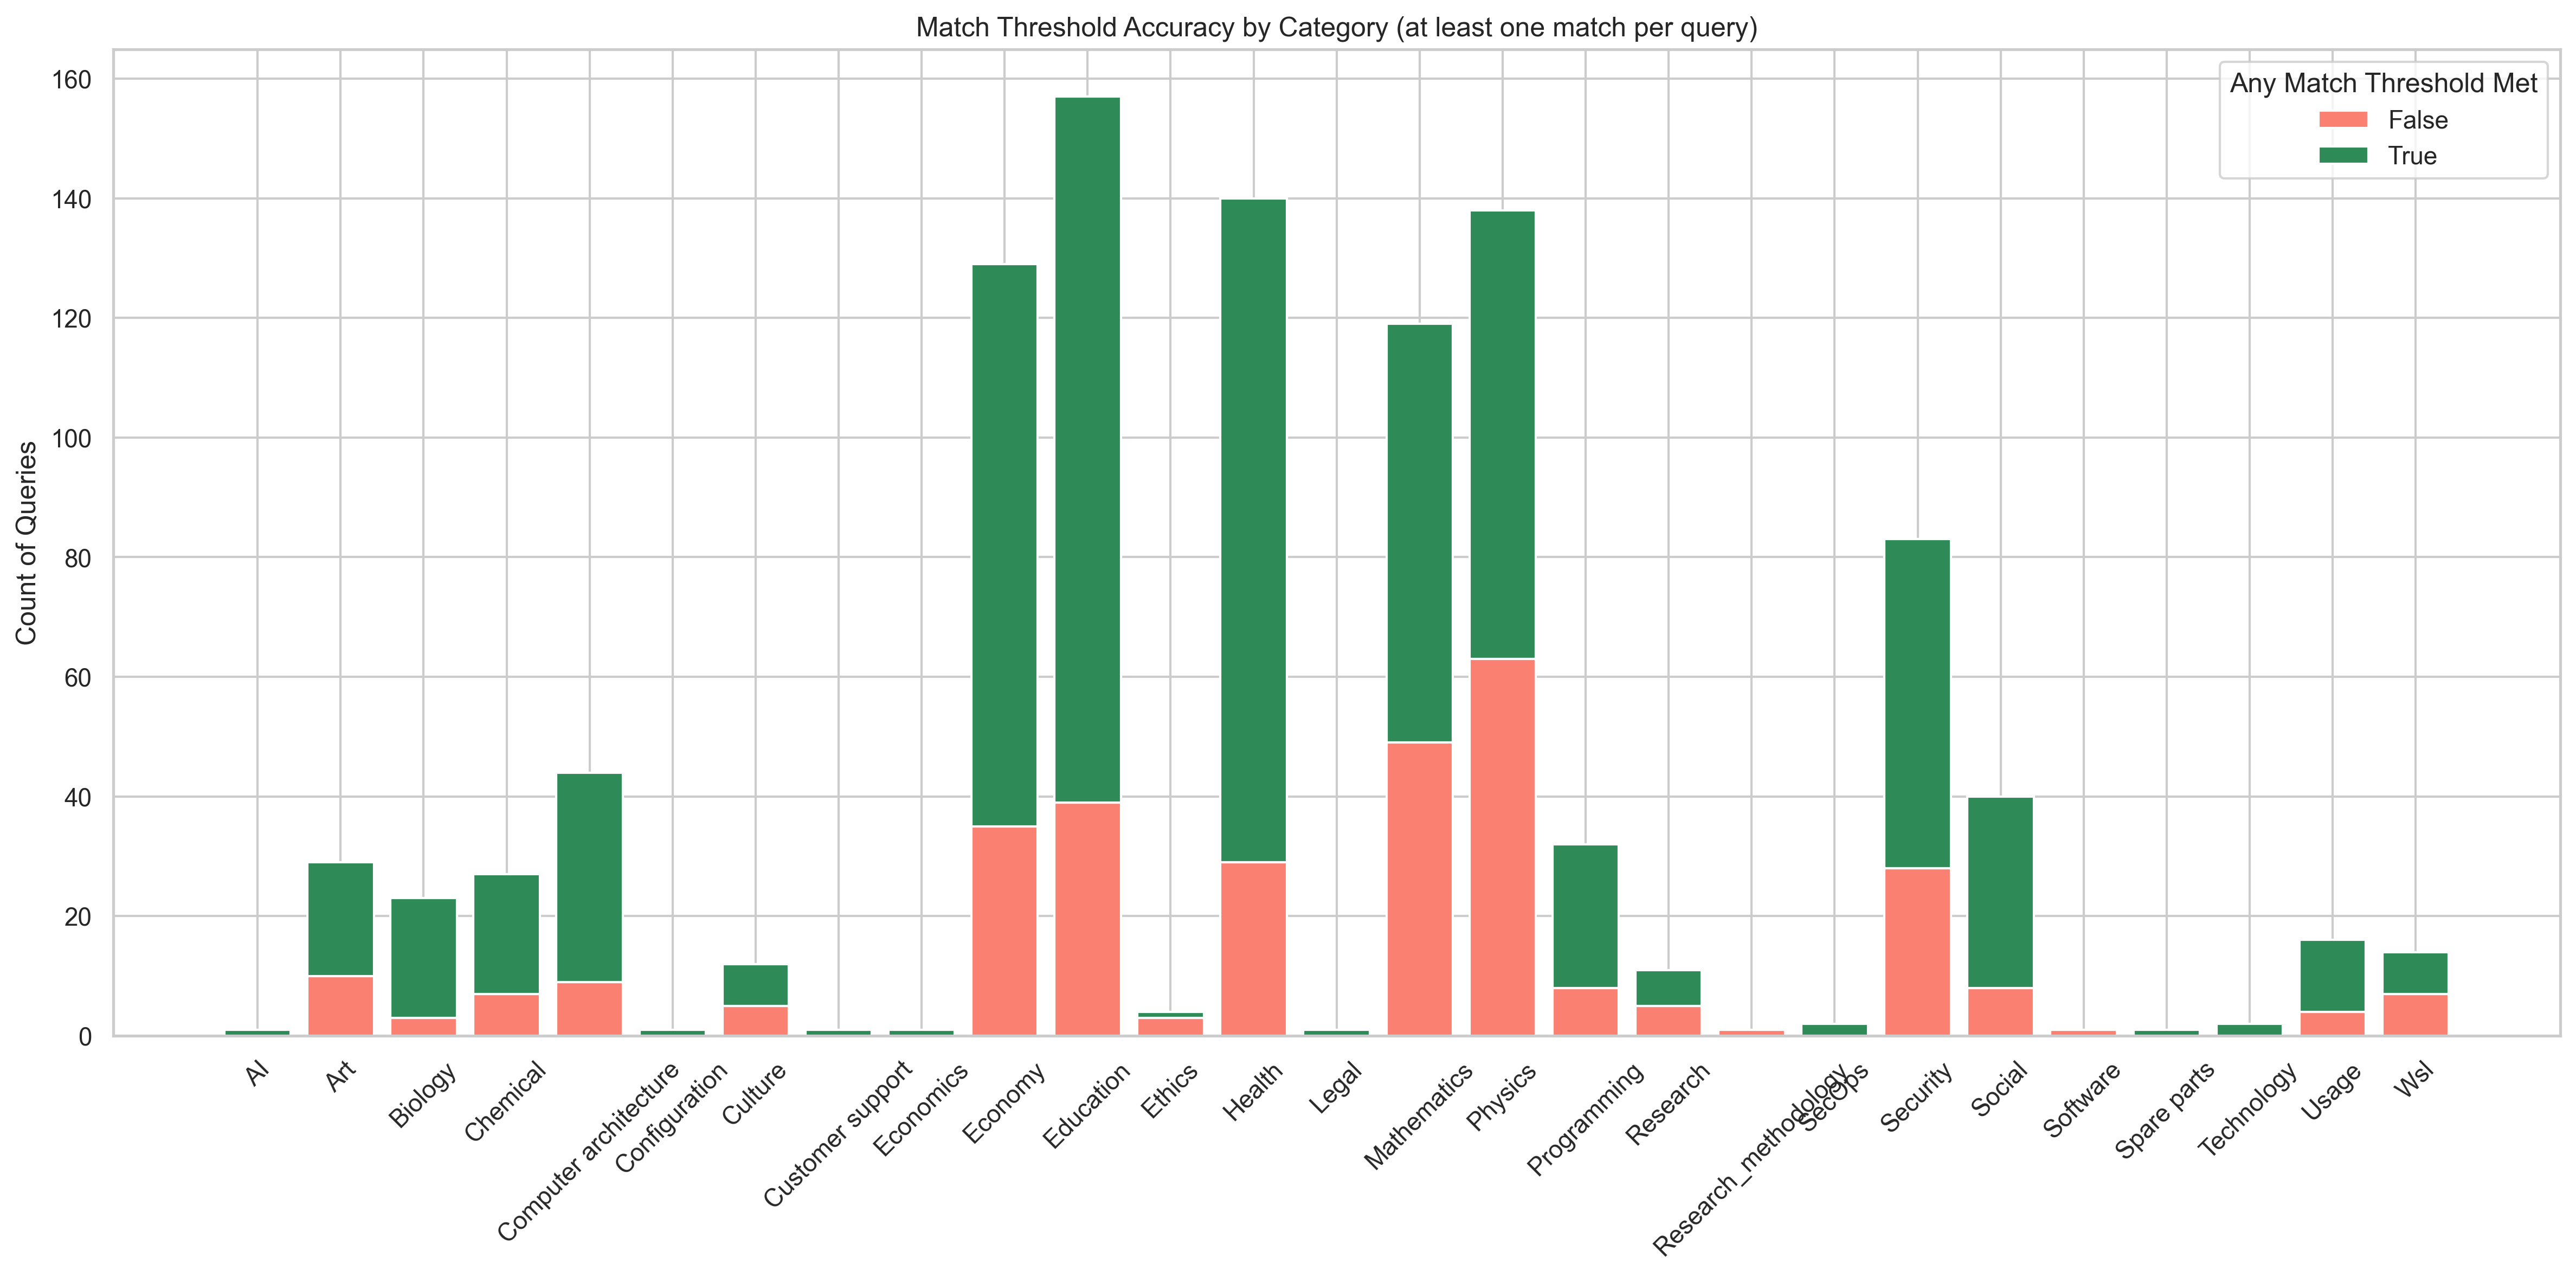 Match Threshold Accuracy by Category (at least one match per query)
Any Match Threshold Met
False
True
Count of Queries
160
140
120
100
80
60
40
20
0
AI
Art
Biology
Chemical
Computer architecture
Configuration
Culture
Customer support
Economics
Economy
Education
Ethics
Health
Legal
Mathematics
Physics
Programming
Research
Research_methodology
SecOps
Security
Social
Software
Spare parts
Technology
Usage
Wsl